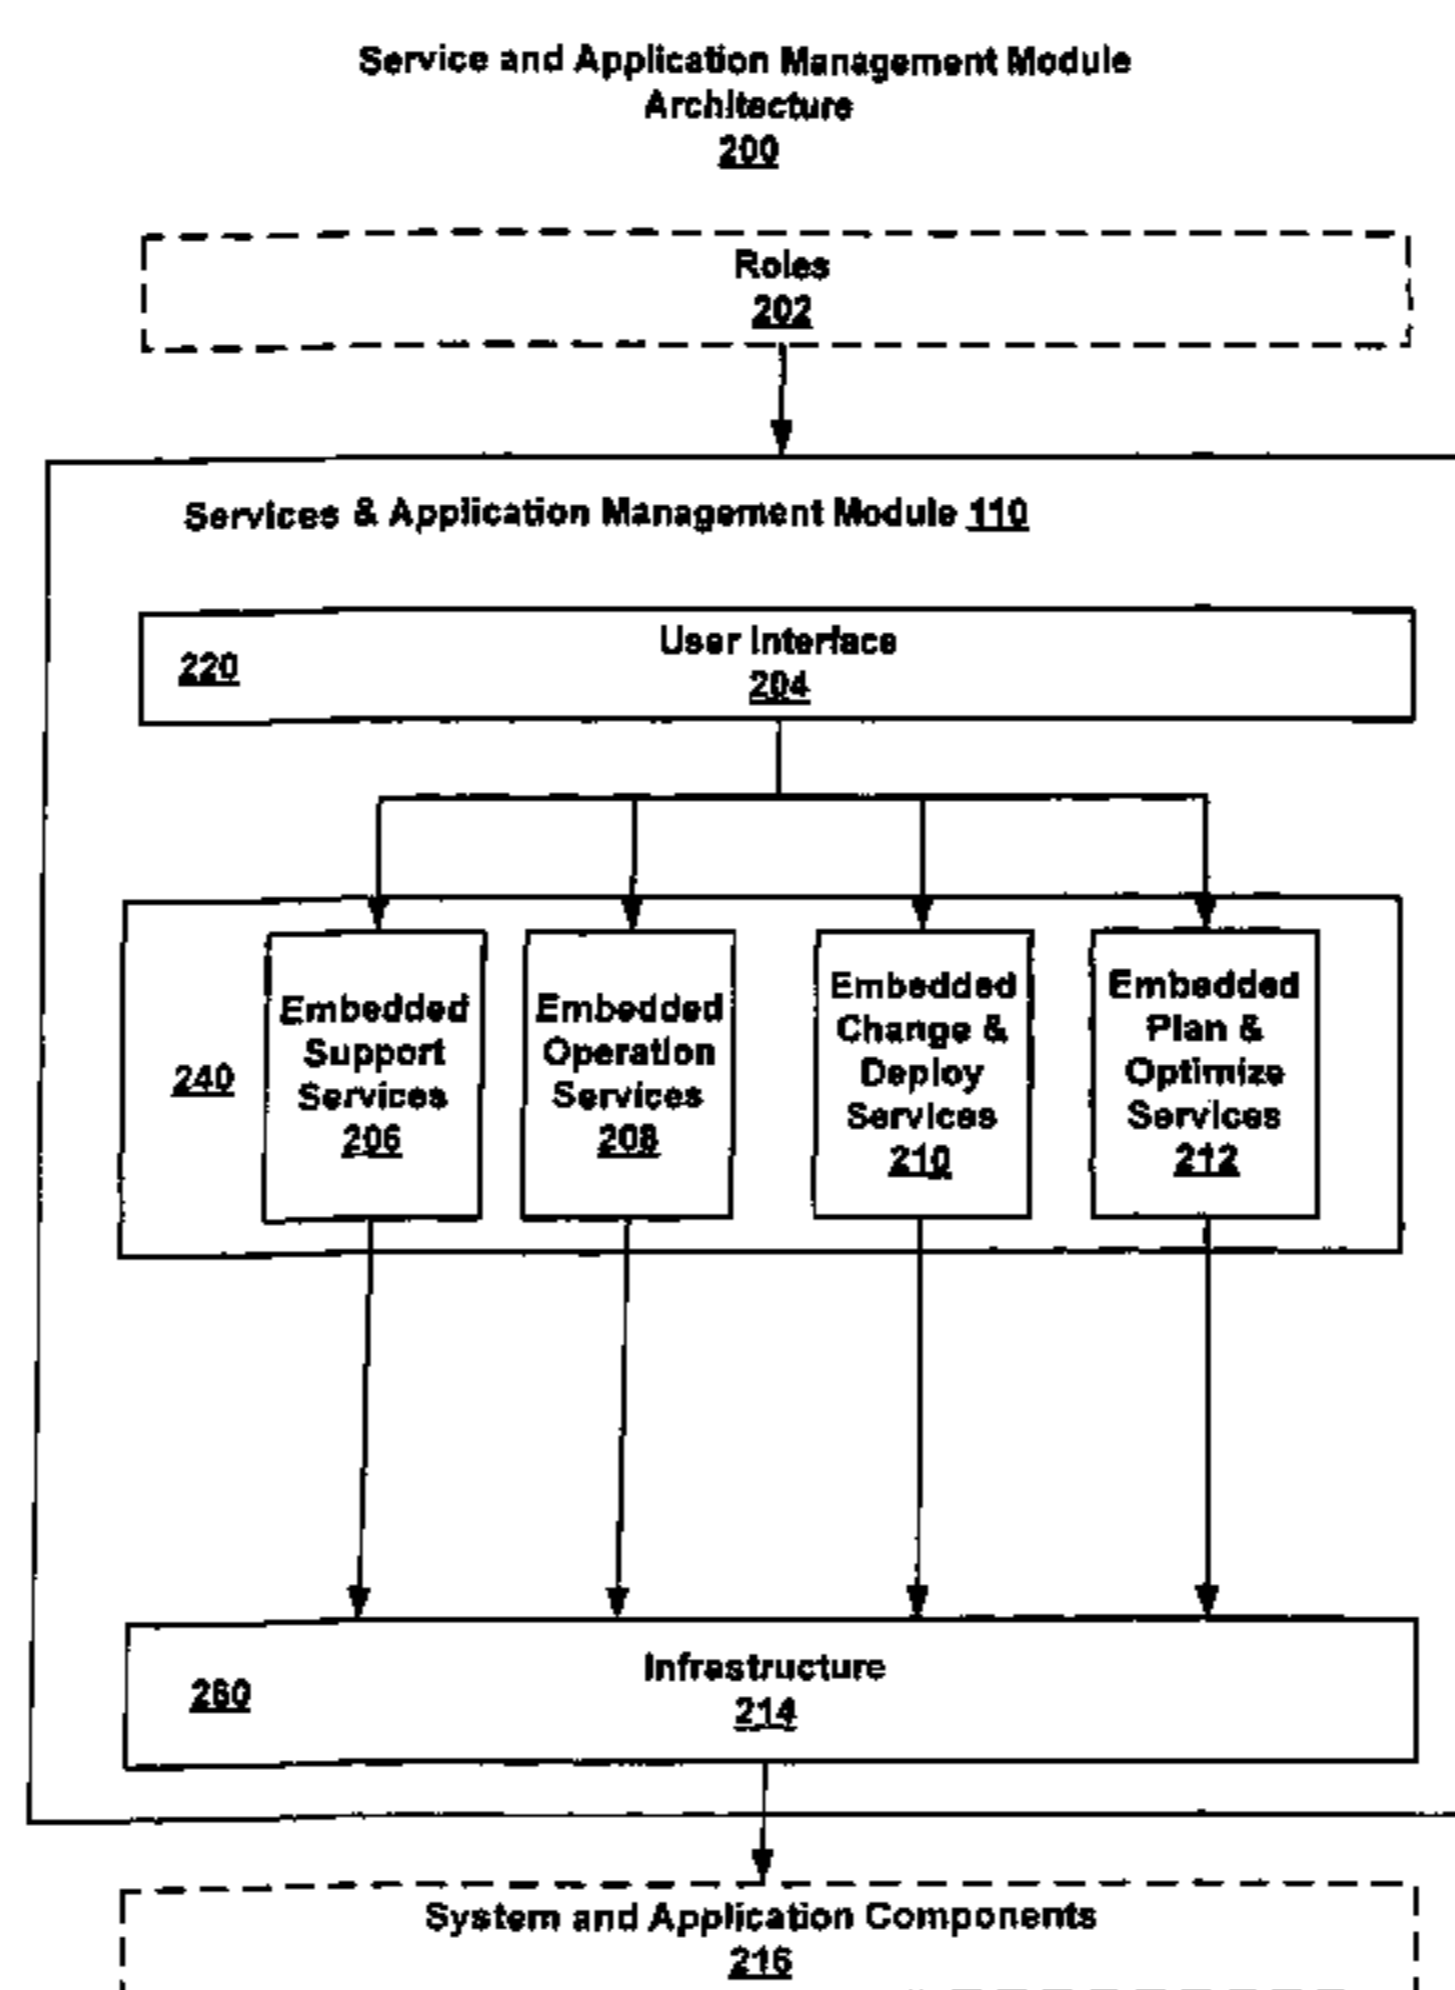 Service and Application Management Module
Architecture
200
Roles
202
Services & Application Management Module 110
User Interface
220
204
Embedded
Support
Services
206
Embedded
Operation
Services
208
Embedded
Change &
Deploy
Services
210
Embedded
Plan &
Optimize
Services
212
240
Infrastructure
260
214
System and Application Components
216